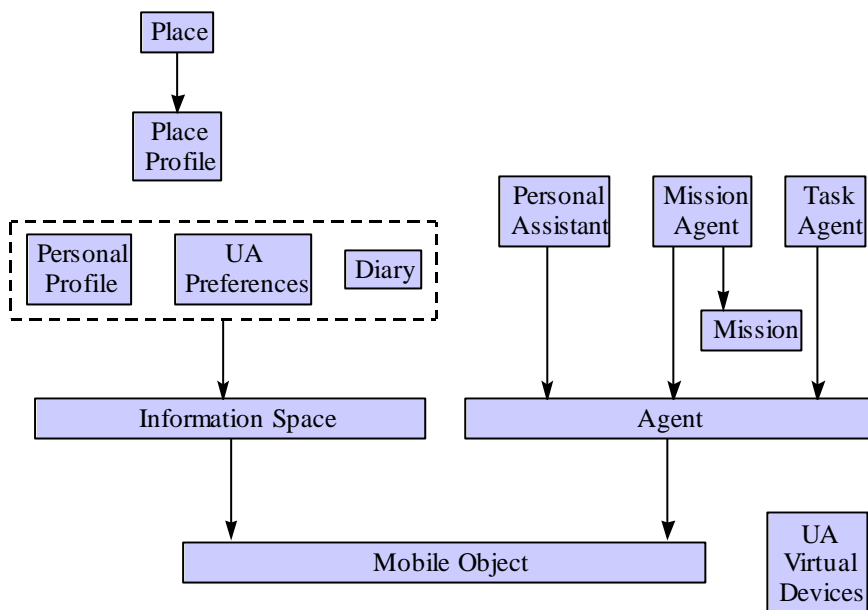 Place
Place
Profile
Personal
Assistant
Mission
Agent
Task
Agent
Personal
Profile
UA
Preferences
Diary
Mission
Information Space
Agent
Mobile Object
UA
Virtual
Devices